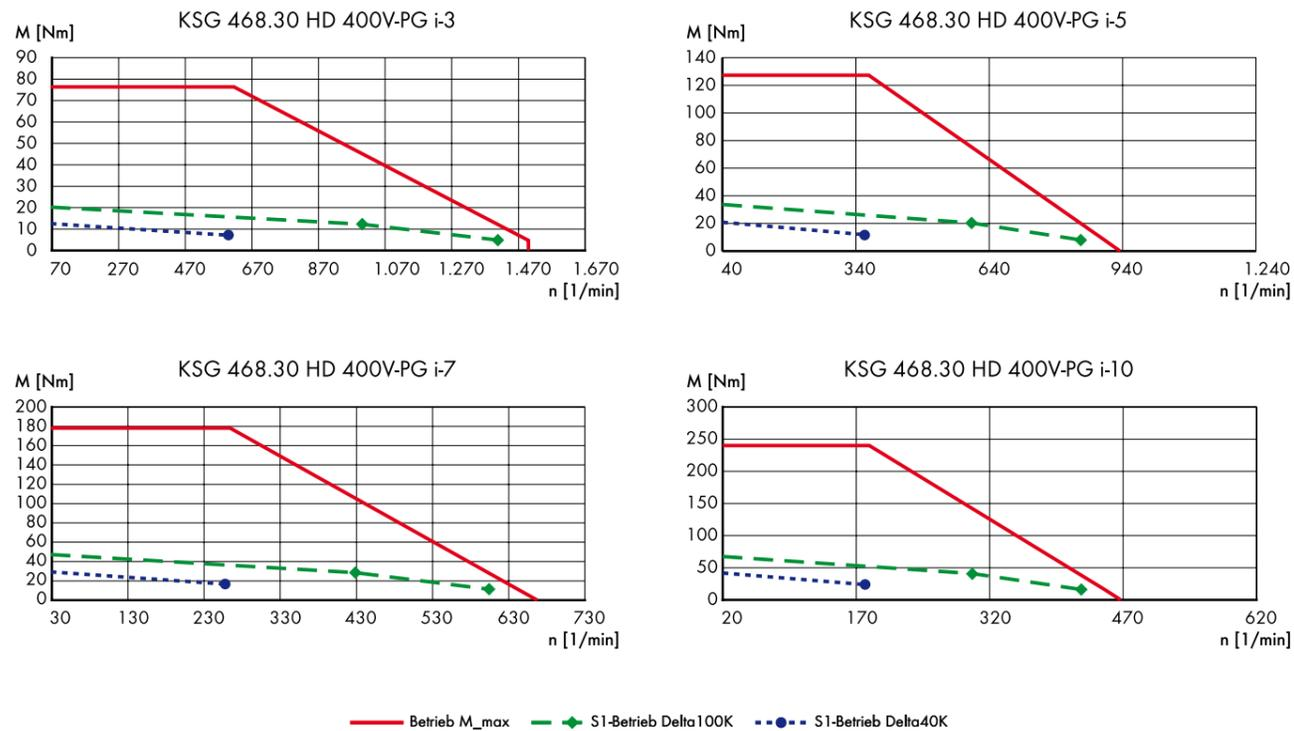 KSG 468.30 HD 400V-PG i-3
M [Nm]
90
80
70
60
50
40
30
20
10
0
70 270 470 670 870 1.070 1.270 1.470 1.670
n [1/min]
KSG 468.30 HD 400V-PG i-5
M [Nm]
140
120
100
80
60
40
20
0
40 340 640 940 1.240
n [1/min]
KSG 468.30 HD 400V-PG i-7
M [Nm]
200
180
160
140
120
100
80
60
40
20
0
30 130 230 330 430 530 630 730
n [1/min]
KSG 468.30 HD 400V-PG i-10
M [Nm]
300
250
200
150
100
50
0
20 170 320 470 620
n [1/min]
Betrieb M_max S1-Betrieb Delta100K S1-Betrieb Delta40K